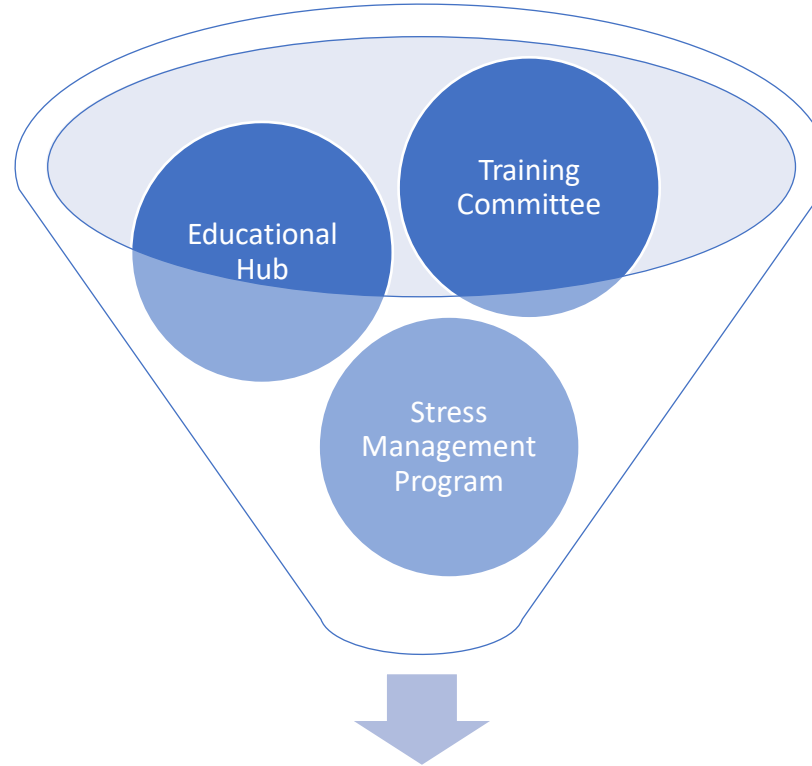 Training
Committee
Educational
Hub
Stress
Management
Program